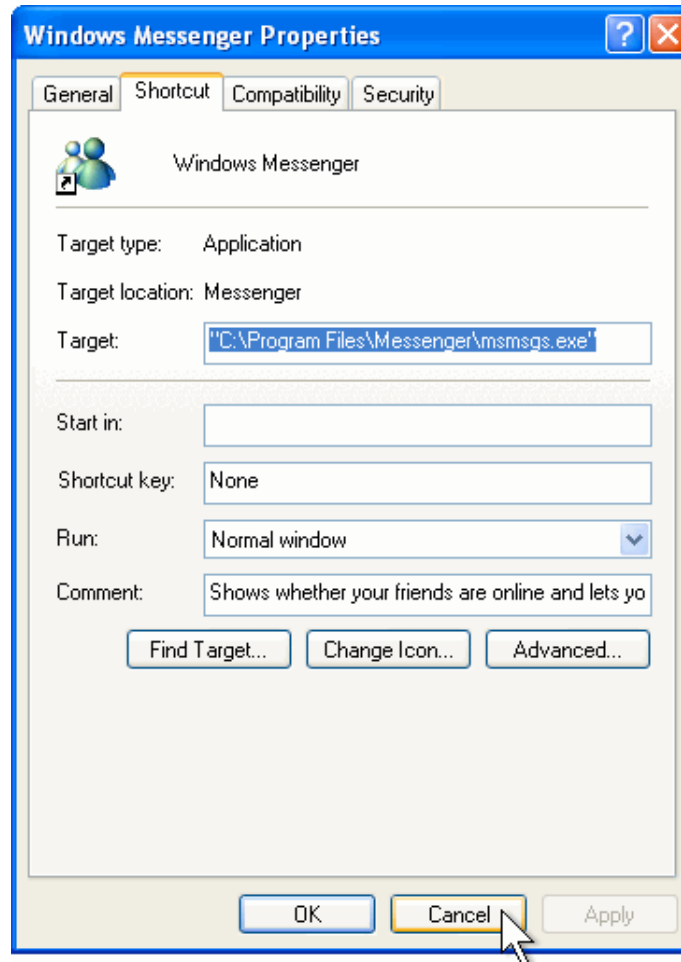 Windows Messenger Properties
General Shortcut Compatibility Security
Windows Messenger
Target type: Application
Target location: Messenger
Target: "C:\Program Files\Messenger\msmsgs.exe"
Start in:
Shortcut key: None
Run: Normal window
Comment: Shows whether your friends are online and lets yo
Find Target... Change Icon... Advanced...
OK Cancel Apply